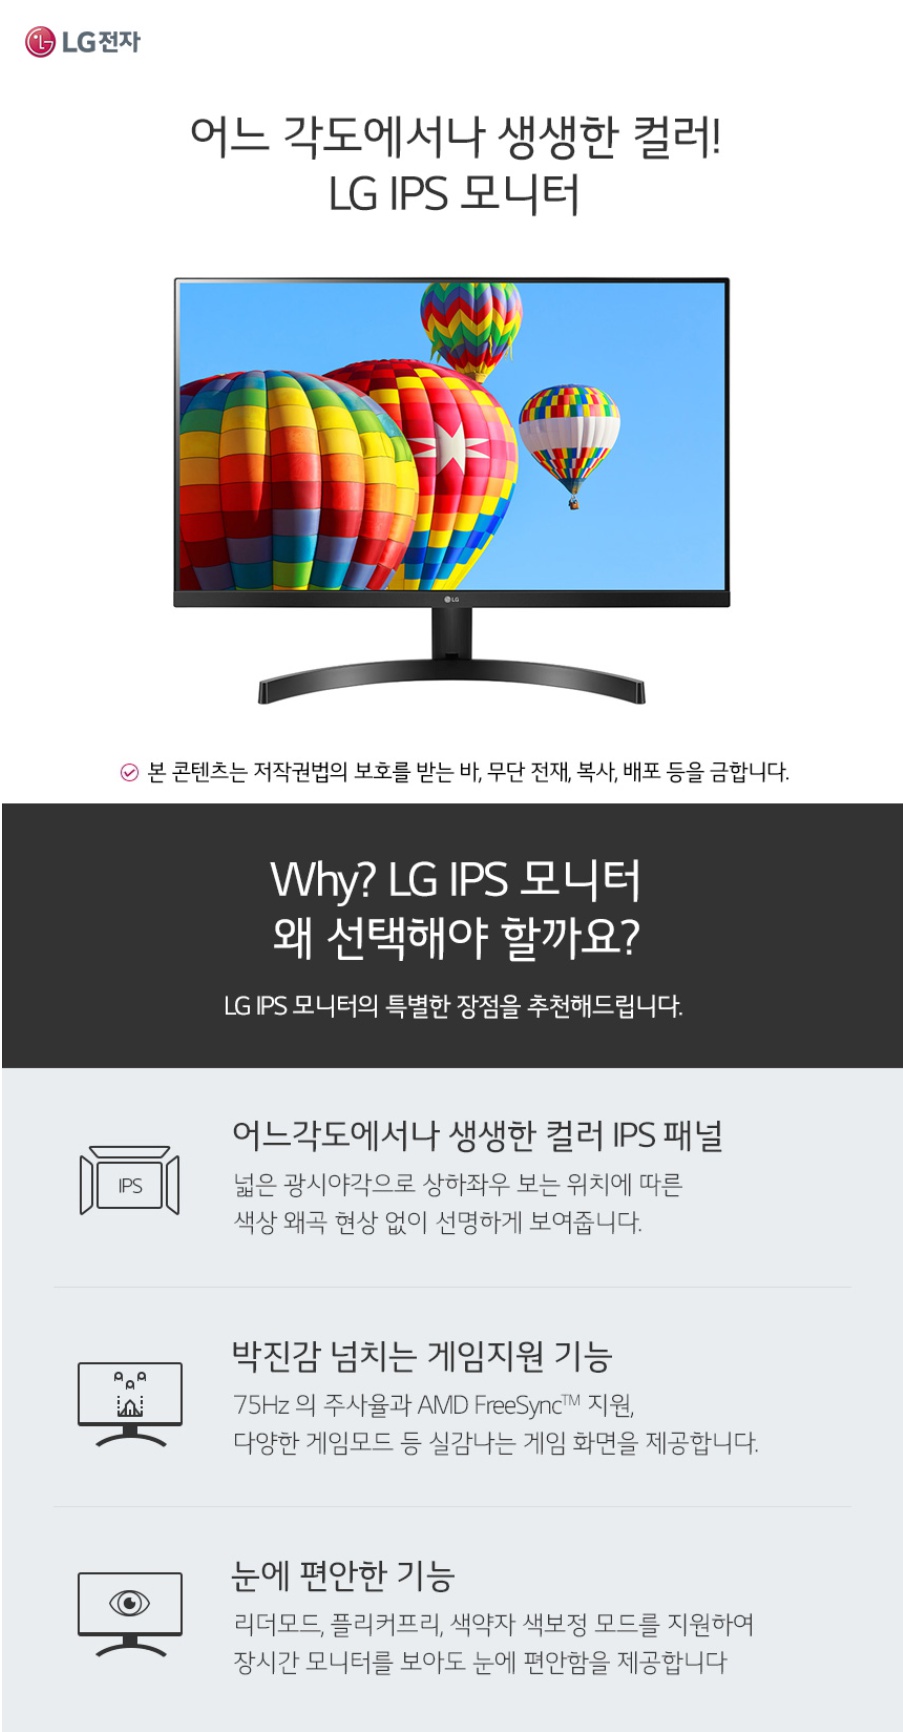 LG전자
어느 각도에서나 생생한 컬러!
LG IPS 모니터
LG
본 콘텐츠는 저작권법의 보호를 받는 바, 무단 전재, 복사, 배포 등을 금합니다.
Why? LG IPS 모니터
왜 선택해야 할까요?
LG IPS 모니터의 특별한 장점을 추천해드립니다.
어느각도에서나 생생한 컬러 IPS 패널
IPS
넓은 광시야각으로 상하좌우 보는 위치에 따른
색상 왜곡 현상 없이 선명하게 보여줍니다.
박진감 넘치는 게임지원 기능
75Hz 의 주사율과 AMD FreeSync™ 지원,
다양한 게임모드 등 실감나는 게임 화면을 제공합니다.
눈에 편안한 기능
리더모드, 플리커프리, 색약자 색보정 모드를 지원하여
장시간 모니터를 보아도 눈에 편안함을 제공합니다